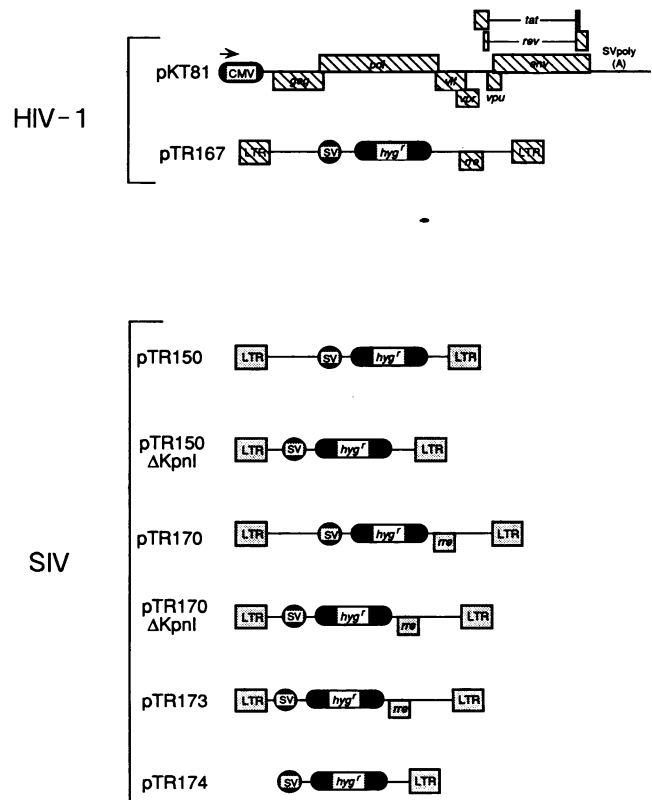 tat
rev
HIV-1
pKT81
CMV
gag
pol
vif
vpr
vpu
env
SVpoly
(A)
pTR167
LTR SV hygr rre LTR
SIV
pTR150
LTR SV hygr LTR
pTR150
ΔKpnI
LTR SV hygr LTR
pTR170
LTR SV hygr rre LTR
pTR170
ΔKpnI
LTR SV hygr rre LTR
pTR173
LTR SV hygr rre LTR
pTR174
SV hygr LTR